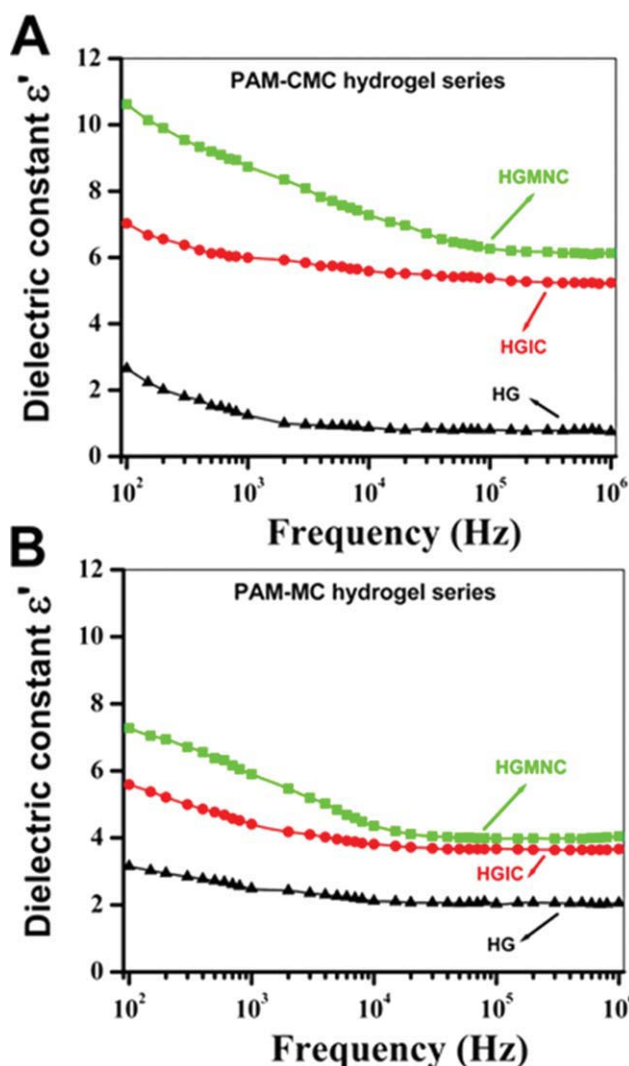 A
Dielectric constant ε'
12
10
8
6
4
2
0
PAM-CMC hydrogel series
HGMNC
HGIC
HG
10² 10³ 10⁴ 10⁵ 10⁶
Frequency (Hz)
B
Dielectric constant ε'
12
10
8
6
4
2
0
PAM-MC hydrogel series
HGMNC
HGIC
HG
10² 10³ 10⁴ 10⁵
Frequency (Hz)